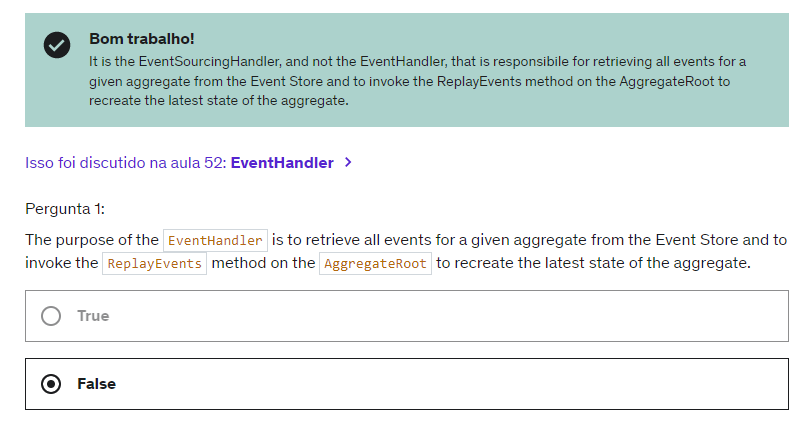 Bom trabalho!
It is the EventSourcingHandler, and not the EventHandler, that is responisibile for retrieving all events for a
given aggregate from the Event Store and to invoke the ReplayEvents method on the AggregateRoot to
recreate the latest state of the aggregate.
Isso foi discutido na aula 52: EventHandler >
Pergunta 1:
The purpose of the EventHandler is to retrieve all events for a given aggregate from the Event Store and to
invoke the ReplayEvents method on the AggregateRoot to recreate the latest state of the aggregate.
True
False